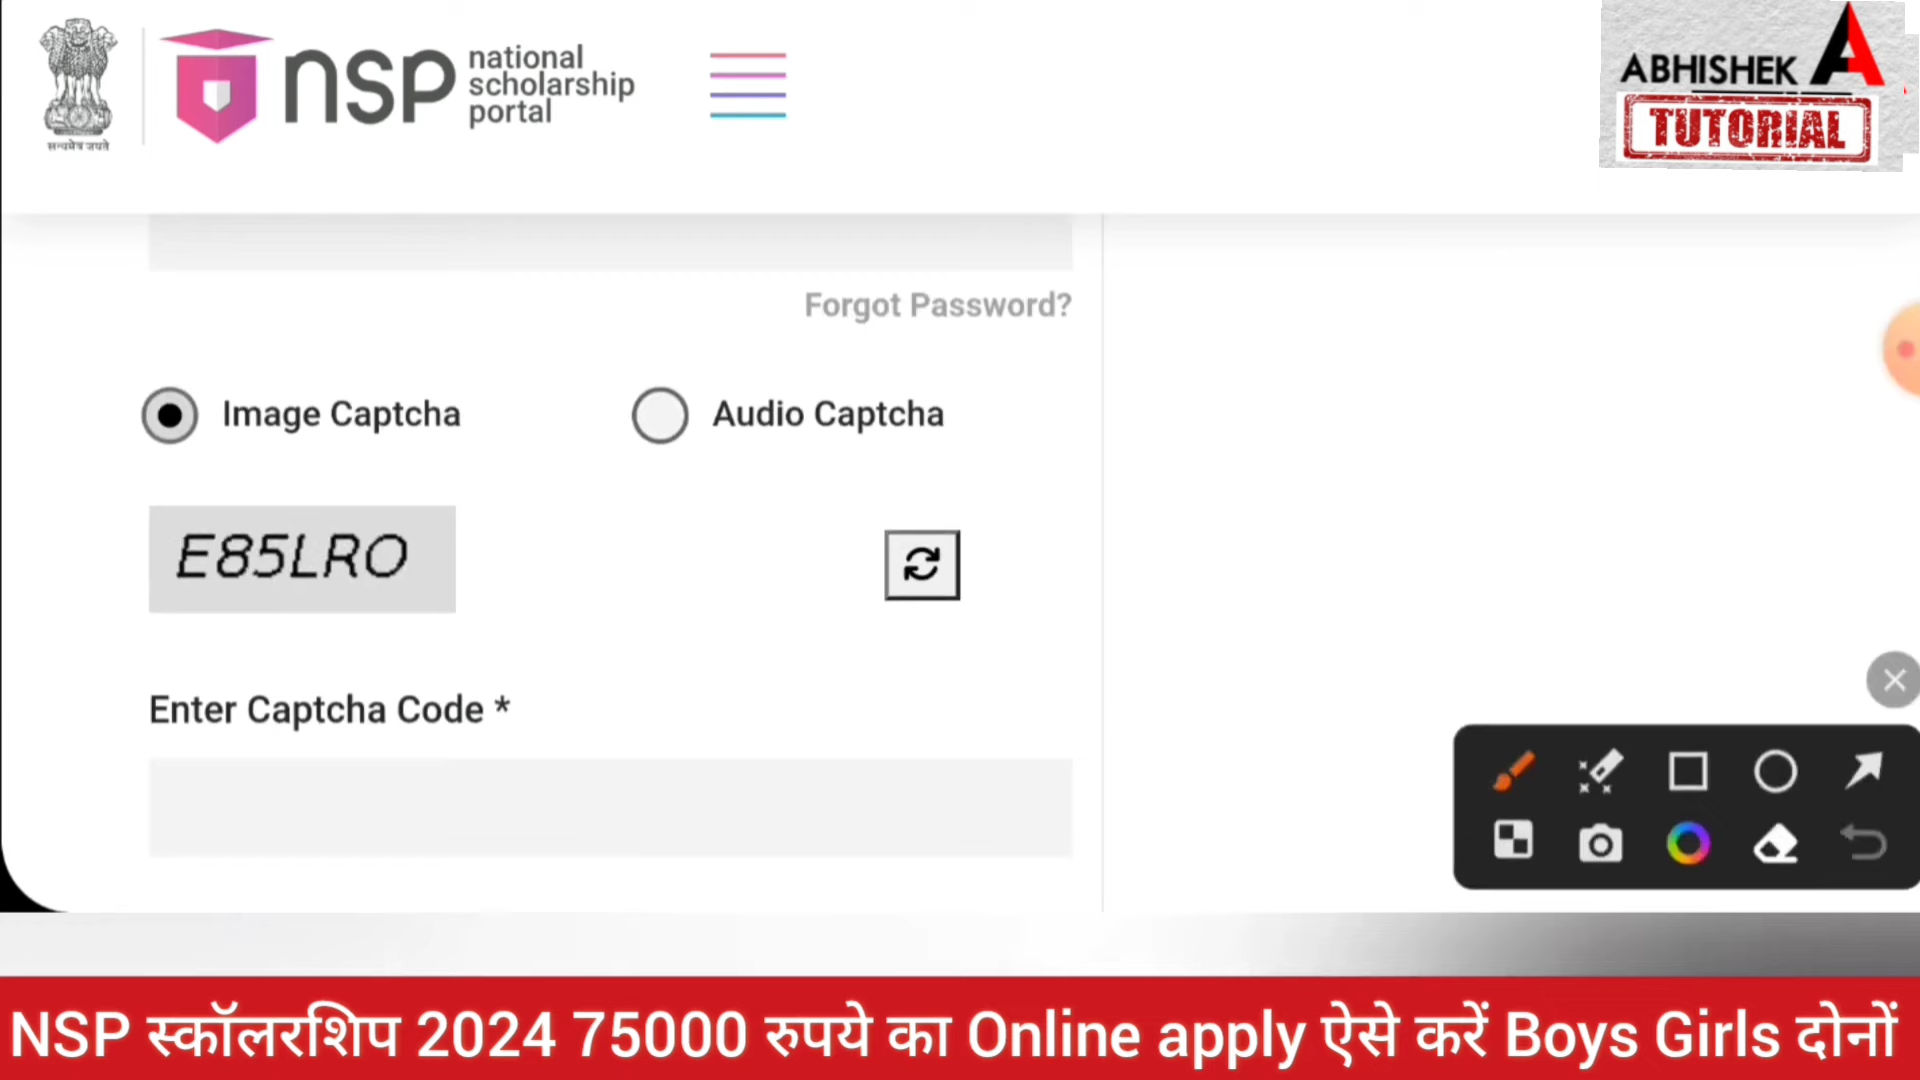 सत्यमेव जयते
nsp
national
scholarship
portal
ABHISHEK
TUTORIAL
Forgot Password?
Image Captcha
Audio Captcha
E85LRO
Enter Captcha Code *
NSP स्कॉलरशिप 2024 75000 रुपये का Online apply ऐसे करें Boys Girls दोनों